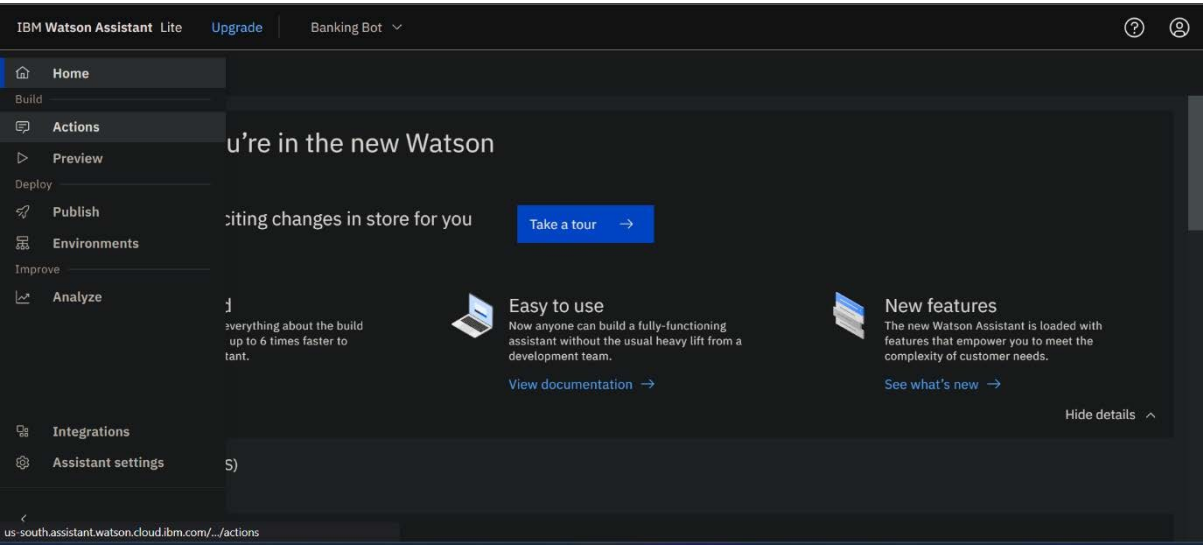 IBM Watson Assistant Lite Upgrade Banking Bot
Home
Build
Actions
Preview
Deploy
Publish
Environments
Improve
Analyze
Integrations
Assistant settings
us-south.assistant.watson.cloud.ibm.com/.../actions
u're in the new Watson
citing changes in store for you
Take a tour
d
everything about the build
up to 6 times faster to
tant.
Easy to use
Now anyone can build a fully-functioning
assistant without the usual heavy lift from a
development team.
View documentation
New features
The new Watson Assistant is loaded with
features that empower you to meet the
complexity of customer needs.
See what's new
Hide details
S)